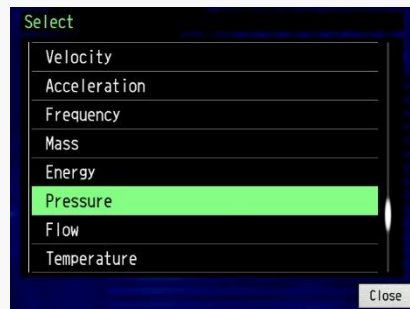 Select
Velocity
Acceleration
Frequency
Mass
Energy
Pressure
Flow
Temperature
Close